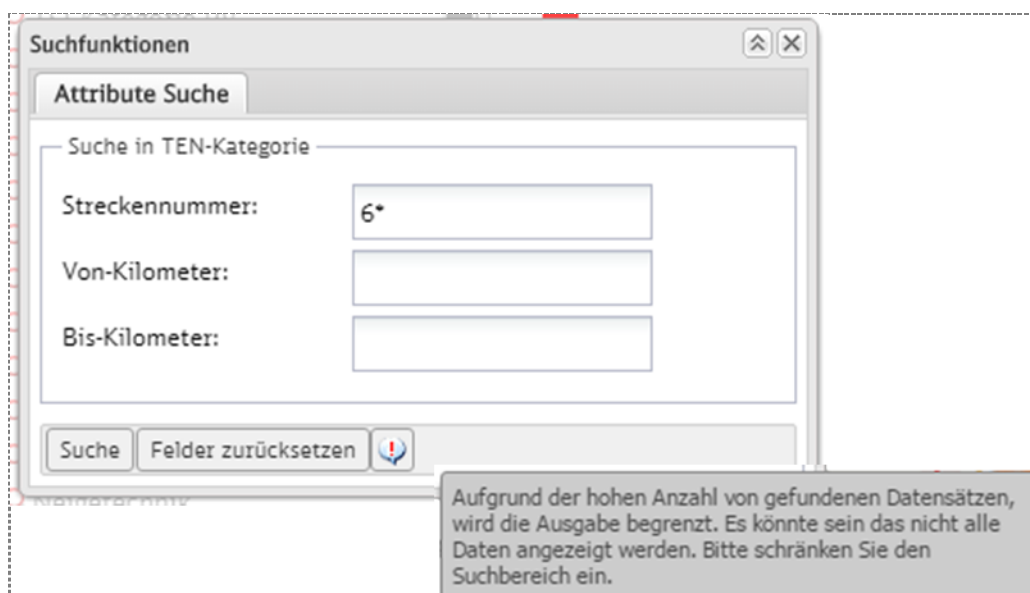 Suchfunktionen
Attribute Suche
Suche in TEN-Kategorie
Streckennummer:
6*
Von-Kilometer:
Bis-Kilometer:
Suche Felder zurücksetzen
Neigetechnik
Aufgrund der hohen Anzahl von gefundenen Datensätzen,
wird die Ausgabe begrenzt. Es könnte sein das nicht alle
Daten angezeigt werden. Bitte schränken Sie den
Suchbereich ein.